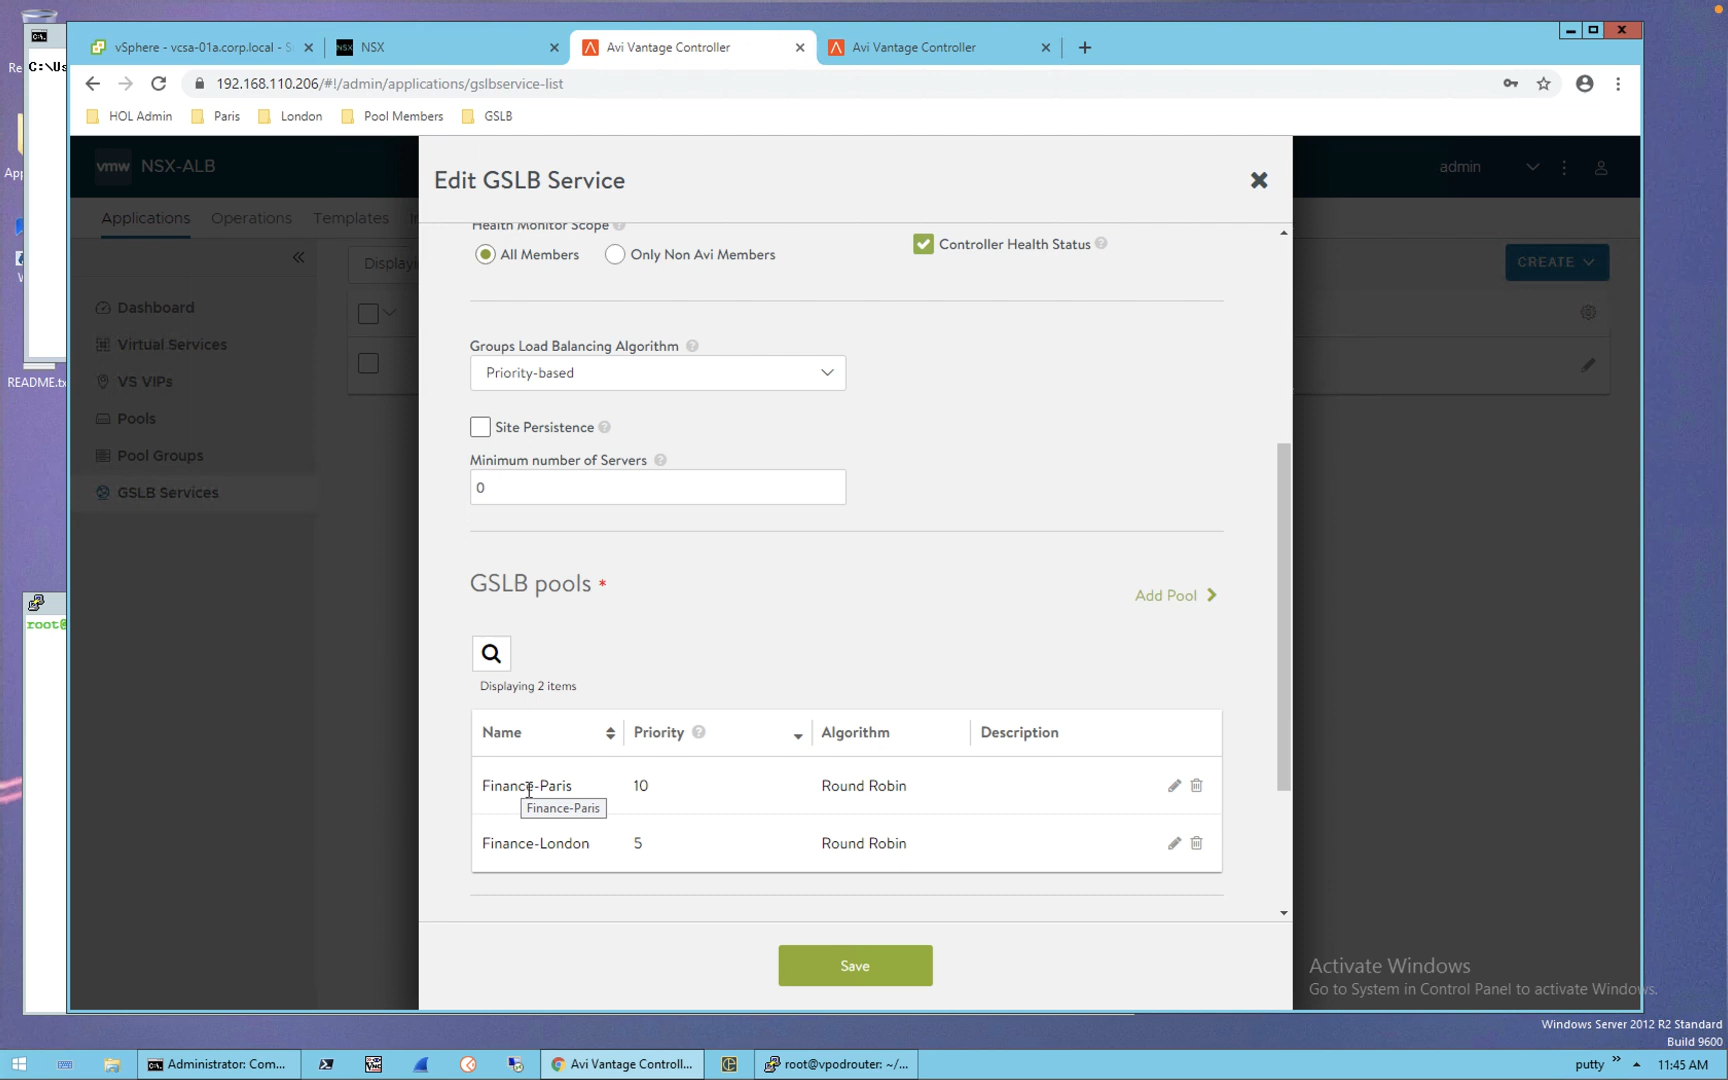 vSphere - vcsa-01a.corp.local - S
NSX
Avi Vantage Controller
Avi Vantage Controller
192.168.110.206/#!/admin/applications/gslbservice-list
HOL Admin
Paris
London
Pool Members
GSLB
vmw NSX-ALB
admin
Applications
Operations
Templates
Dashboard
Virtual Services
VS VIPs
Pools
Pool Groups
GSLB Services
CREATE
Edit GSLB Service
Health Monitor Scope
All Members
Only Non Avi Members
Controller Health Status
Groups Load Balancing Algorithm
Priority-based
Site Persistence
Minimum number of Servers
0
GSLB pools *
Add Pool
Displaying 2 items
Name Priority Algorithm Description
Finance-Paris 10 Round Robin
Finance-Paris
Finance-London 5 Round Robin
Save
C:\Us
README.tx
root@
Activate Windows
Go to System in Control Panel to activate Windows.
Windows Server 2012 R2 Standard
Build 9600
Administrator: Com...
Avi Vantage Controll...
root@vpodrouter: ~/...
putty
11:45 AM